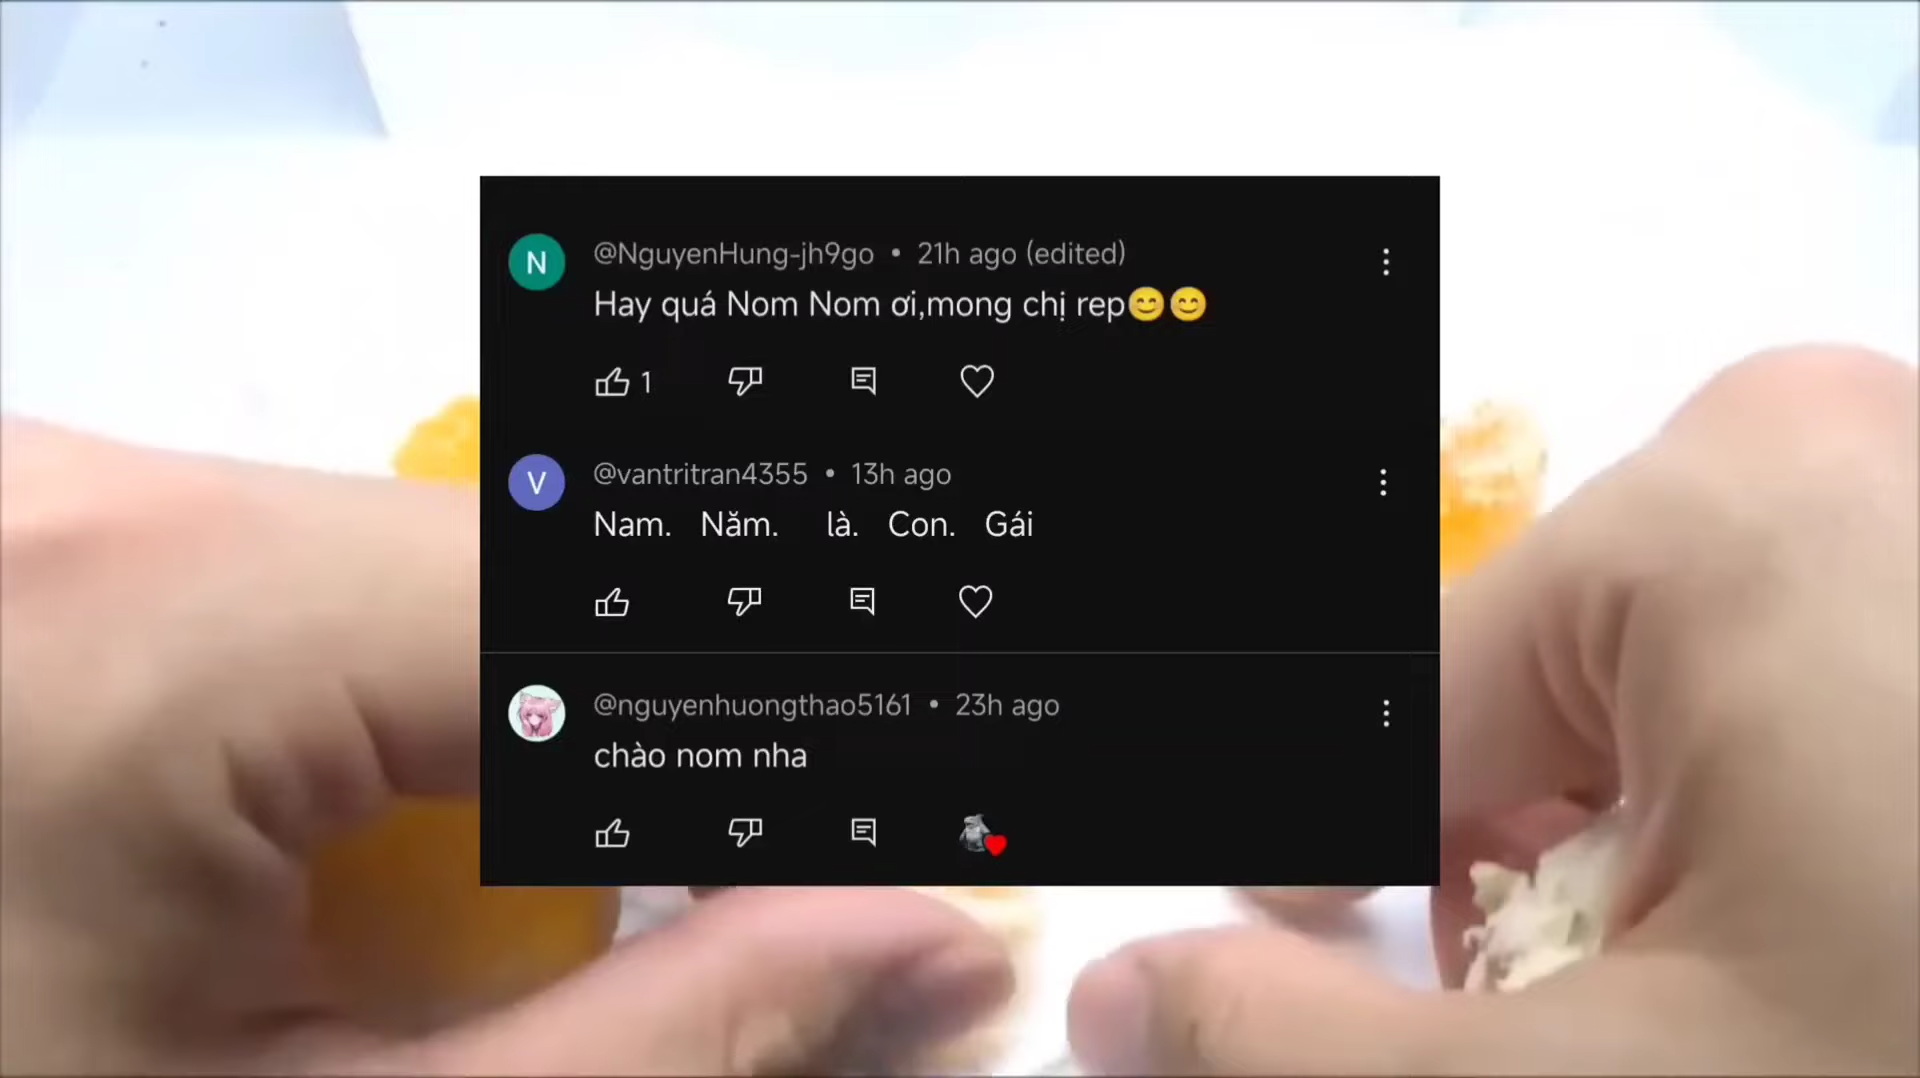 N
@NguyenHung-jh9go • 21h ago (edited)
Hay quá Nom Nom ơi,mong chị rep😊😊
1
V
@vantritran4355 • 13h ago
Nam. Năm. là. Con. Gái
@nguyenhuongthao5161 • 23h ago
chào nom nha